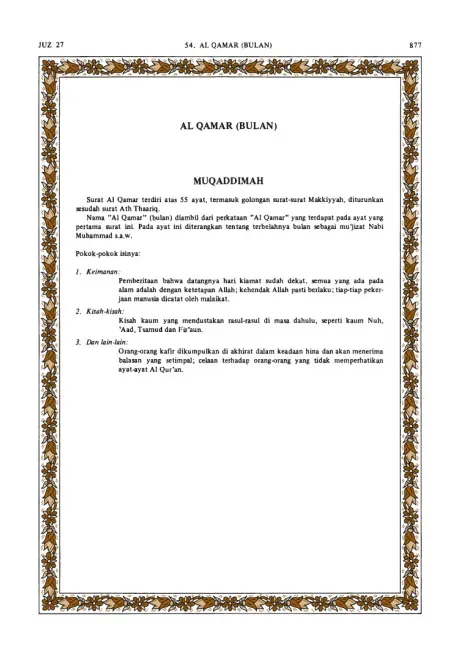 JUZ 27 54. AL QAMAR (BULAN) 877
AL QAMAR (BULAN)
MUQADDIMAH
Surat Al Qamar terdiri atas 55 ayat, termasuk golongan surat-surat Makkiyyah, diturunkan
sesudah surat Ath Thaariq.
Nama "Al Qamar" (bulan) diambil dari perkataan "Al Qamar" yang terdapat pada ayat yang
pertama surat ini. Pada ayat ini diterangkan tentang terbelahnya bulan sebagai mu'jizat Nabi
Muhammad s.a.w.
Pokok-pokok isinya:
1. Keimanan:
Pemberitaan bahwa datangnya hari kiamat sudah dekat, semua yang ada pada
alam adalah dengan ketetapan Allah; kehendak Allah pasti berlaku; tiap-tiap peker-
jaan manusia dicatat oleh malaikat.
2. Kisah-kisah:
Kisah kaum yang mendustakan rasul-rasul di masa dahulu, seperti kaum Nuh,
'Aad, Tsamud dan Fir'aun.
3. Dan lain-lain:
Orang-orang kafir dikumpulkan di akhirat dalam keadaan hina dan akan menerima
balasan yang setimpal; celaan terhadap orang-orang yang tidak memperhatikan
ayat-ayat Al Qur'an.